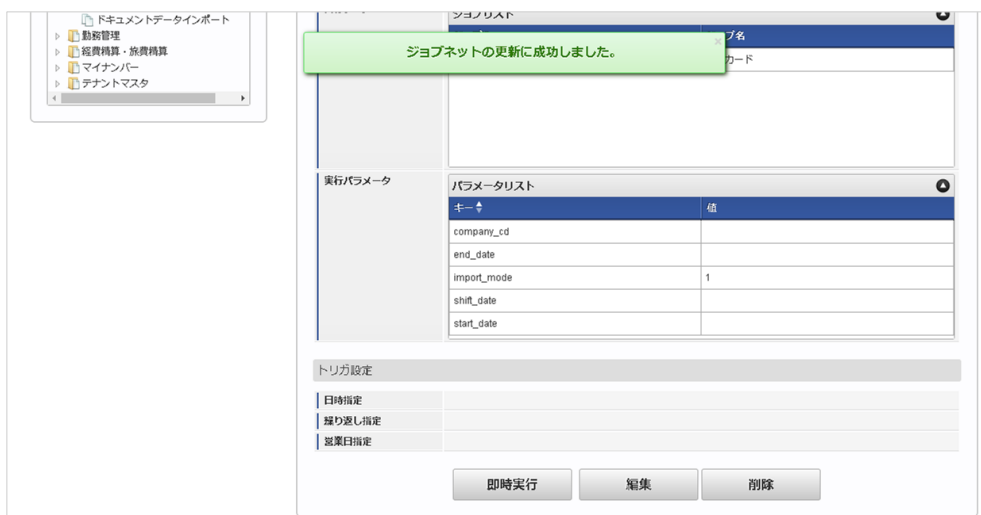 ドキュメントデータインポート
勤務管理
経費精算・旅費精算
マイナンバー
テナントマスタ
ジョブリスト
ブ名
カード
ジョブネットの更新に成功しました。
実行パラメータ
パラメータリスト
キー 値
company_cd
end_date
import_mode 1
shift_date
start_date
トリガ設定
日時指定
繰り返し指定
営業日指定
即時実行 編集 削除